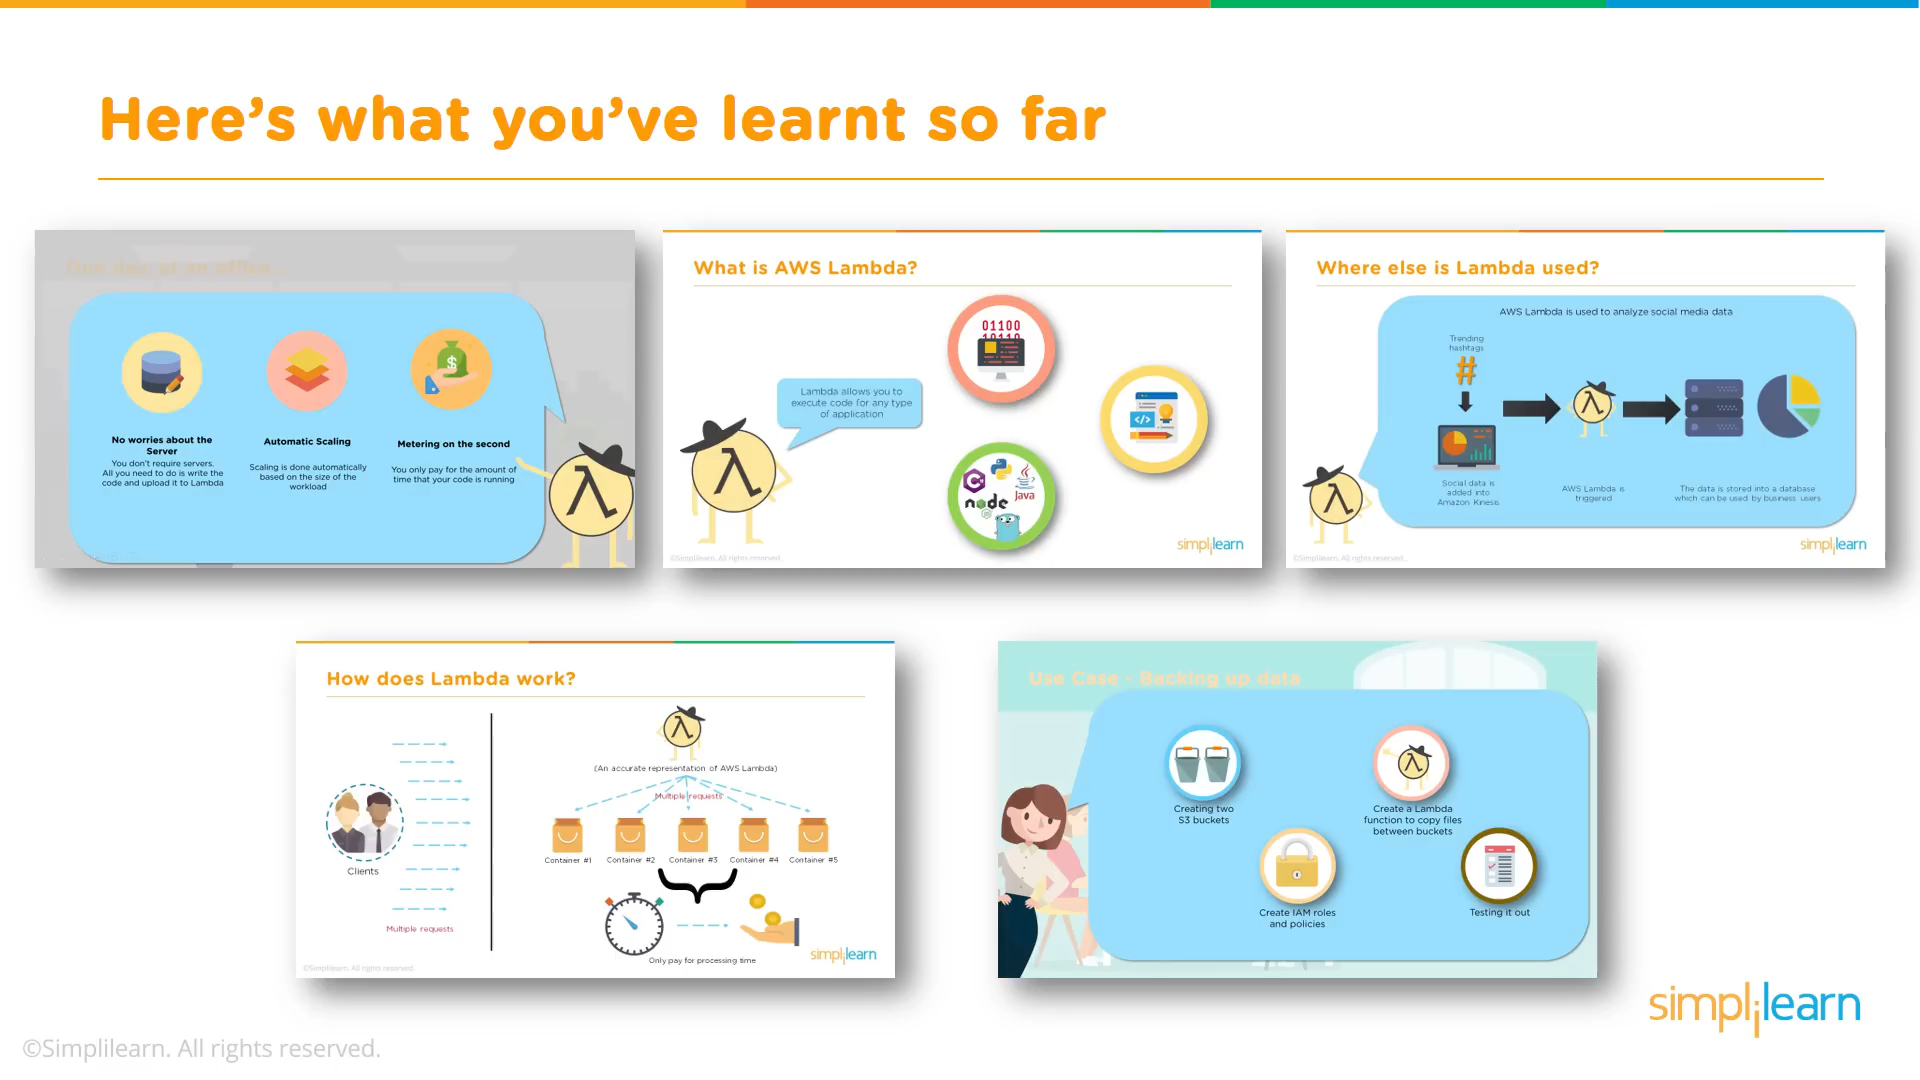 Here’s what you’ve learnt so far
One day, at an office...
No worries about the
Server
You don’t require servers.
All you need to do is write the
code and upload it to Lambda
Automatic Scaling
Scaling is done automatically
based on the size of the
workload
Metering on the second
You only pay for the amount of
time that your code is running
What is AWS Lambda?
Lambda allows you to
execute code for any type
of application
01100
10110
node
JS
Java
simplilearn
©Simplilearn. All rights reserved.
Where else is Lambda used?
AWS Lambda is used to analyze social media data
Trending
hashtags
#
Social data is
added into
Amazon Kinesis
AWS Lambda is
triggered
The data is stored into a database
which can be used by business users
simplilearn
©Simplilearn. All rights reserved.
How does Lambda work?
(An accurate representation of AWS Lambda)
Multiple requests
Container #1 Container #2 Container #3 Container #4 Container #5
Clients
Multiple requests
Only pay for processing time
simplilearn
©Simplilearn. All rights reserved.
Use Case - Backing up data
Creating two
S3 buckets
Create a Lambda
function to copy files
between buckets
Create IAM roles
and policies
Testing it out
simplilearn
©Simplilearn. All rights reserved.